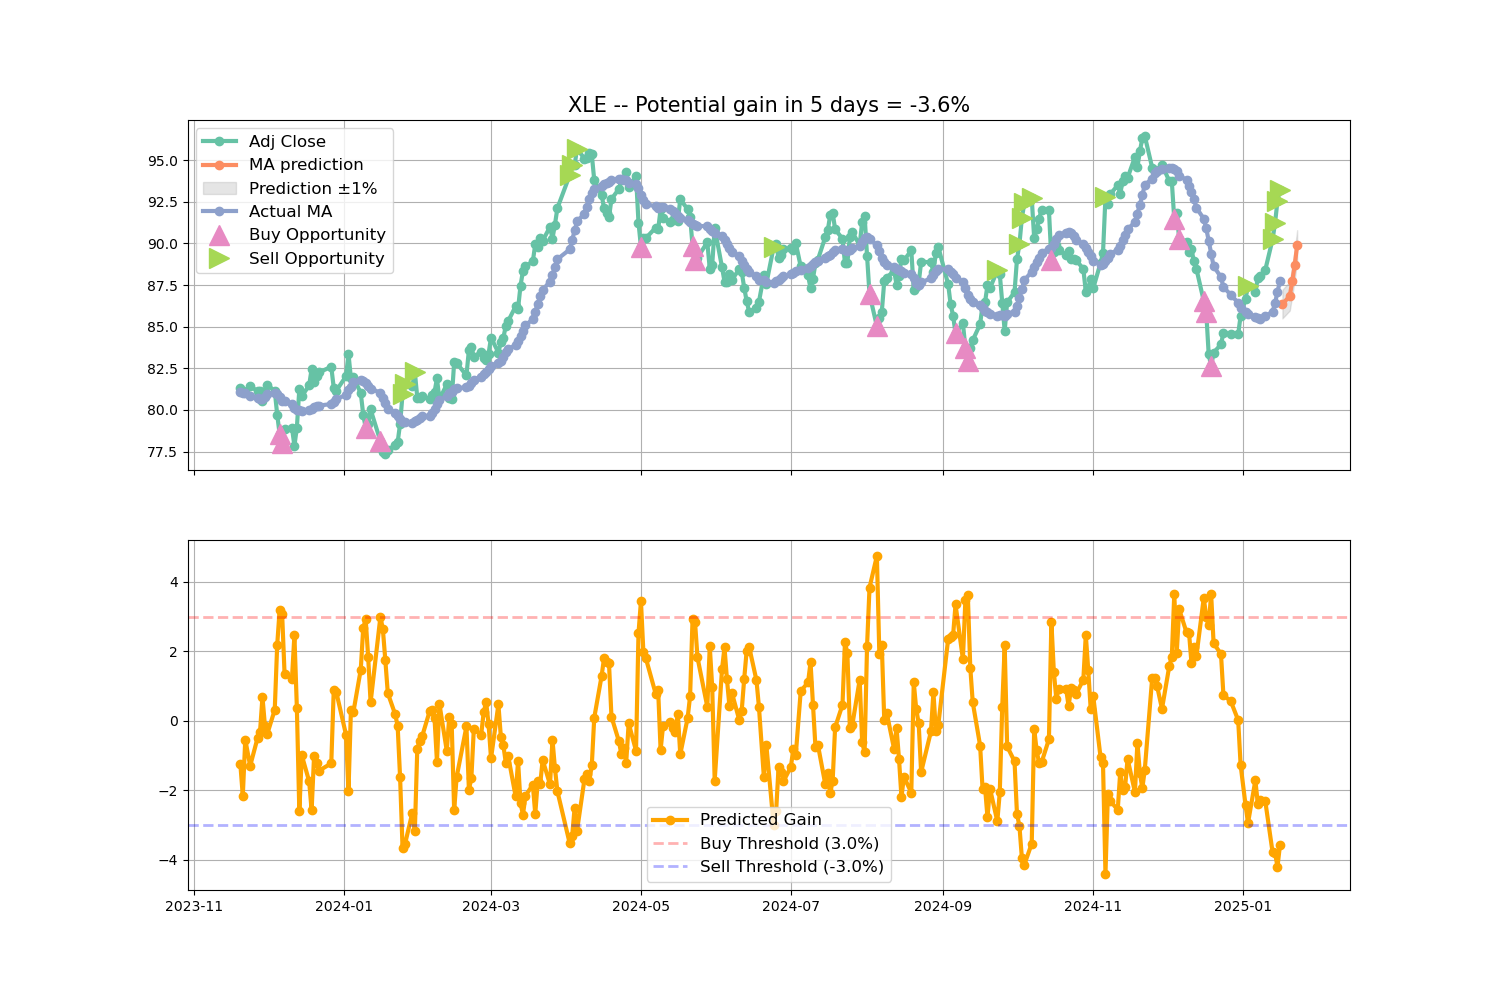 XLE -- Potential gain in 5 days = -3.6%
Adj Close
MA prediction
Prediction ±1%
Actual MA
Buy Opportunity
Sell Opportunity
95.0
92.5
90.0
87.5
85.0
82.5
80.0
77.5
4
2
0
−2
−4
Predicted Gain
Buy Threshold (3.0%)
Sell Threshold (-3.0%)
2023-11
2024-01
2024-03
2024-05
2024-07
2024-09
2024-11
2025-01